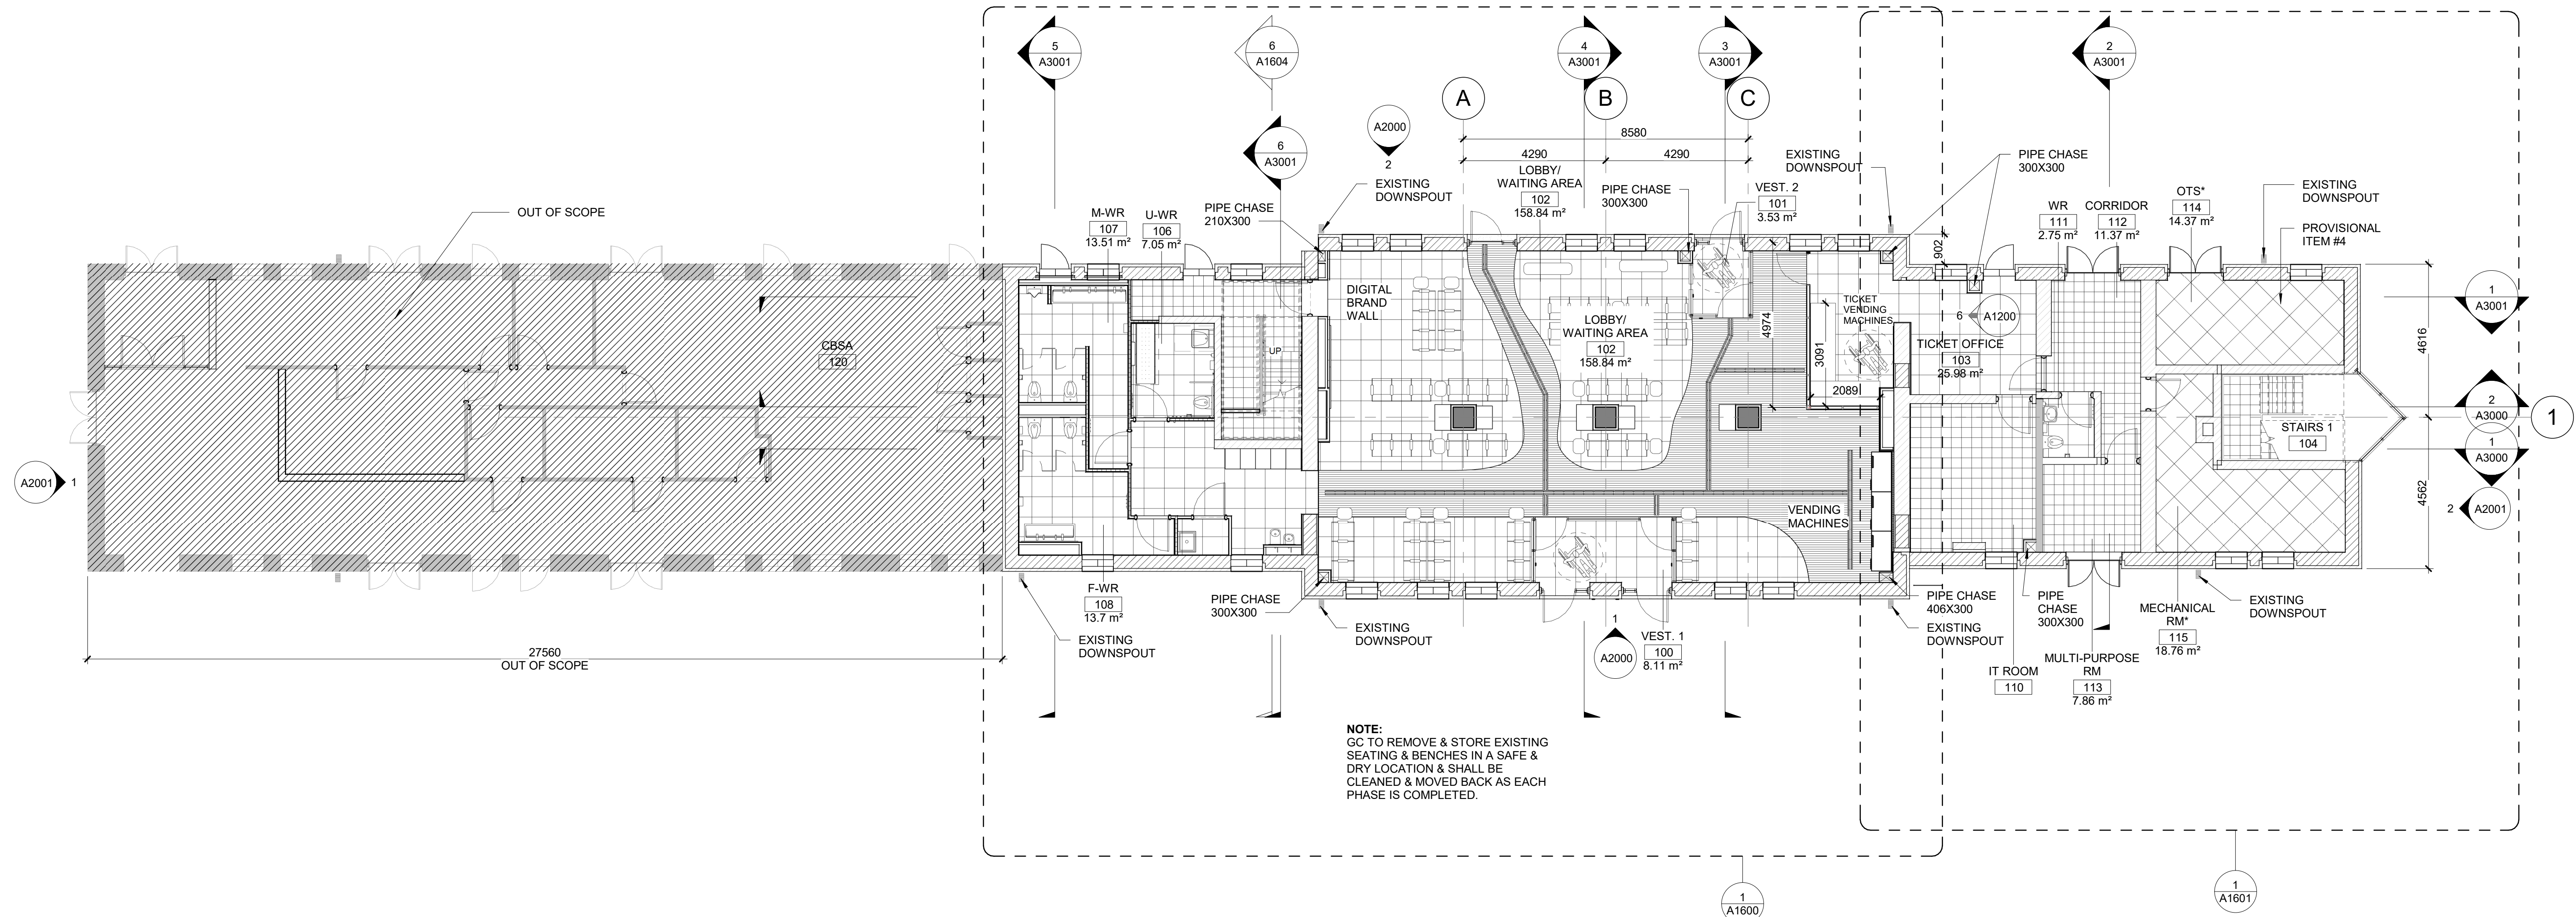 5
A3001
6
A1604
4
A3001
3
A3001
2
A3001
A
B
C
A2000
2
6
A3001
8580
4290
4290
EXISTING
DOWNSPOUT
LOBBY/
WAITING AREA
102
158.84 m²
PIPE CHASE
300X300
VEST. 2
101
3.53 m²
EXISTING
DOWNSPOUT
PIPE CHASE
300X300
OUT OF SCOPE
M-WR
107
13.51 m²
U-WR
106
7.05 m²
PIPE CHASE
210X300
902
WR
111
2.75 m²
CORRIDOR
112
11.37 m²
OTS*
114
14.37 m²
EXISTING
DOWNSPOUT
PROVISIONAL
ITEM #4
DIGITAL
BRAND
WALL
LOBBY/
WAITING AREA
102
158.84 m²
4974
3091
2089
TICKET
VENDING
MACHINES
6
A1200
TICKET OFFICE
103
25.98 m²
1
A3001
4616
CBSA
120
UP
2
A3000
1
STAIRS 1
104
1
A3000
4562
2
A2001
A2001
1
VENDING
MACHINES
F-WR
108
13.7 m²
EXISTING
DOWNSPOUT
PIPE CHASE
300X300
EXISTING
DOWNSPOUT
1
A2000
VEST. 1
100
8.11 m²
PIPE CHASE
406X300
EXISTING
DOWNSPOUT
PIPE
CHASE
300X300
IT ROOM
110
MULTI-PURPOSE
RM
113
7.86 m²
MECHANICAL
RM*
115
18.76 m²
EXISTING
DOWNSPOUT
27560
OUT OF SCOPE
NOTE:
GC TO REMOVE & STORE EXISTING
SEATING & BENCHES IN A SAFE &
DRY LOCATION & SHALL BE
CLEANED & MOVED BACK AS EACH
PHASE IS COMPLETED.
1
A1600
1
A1601